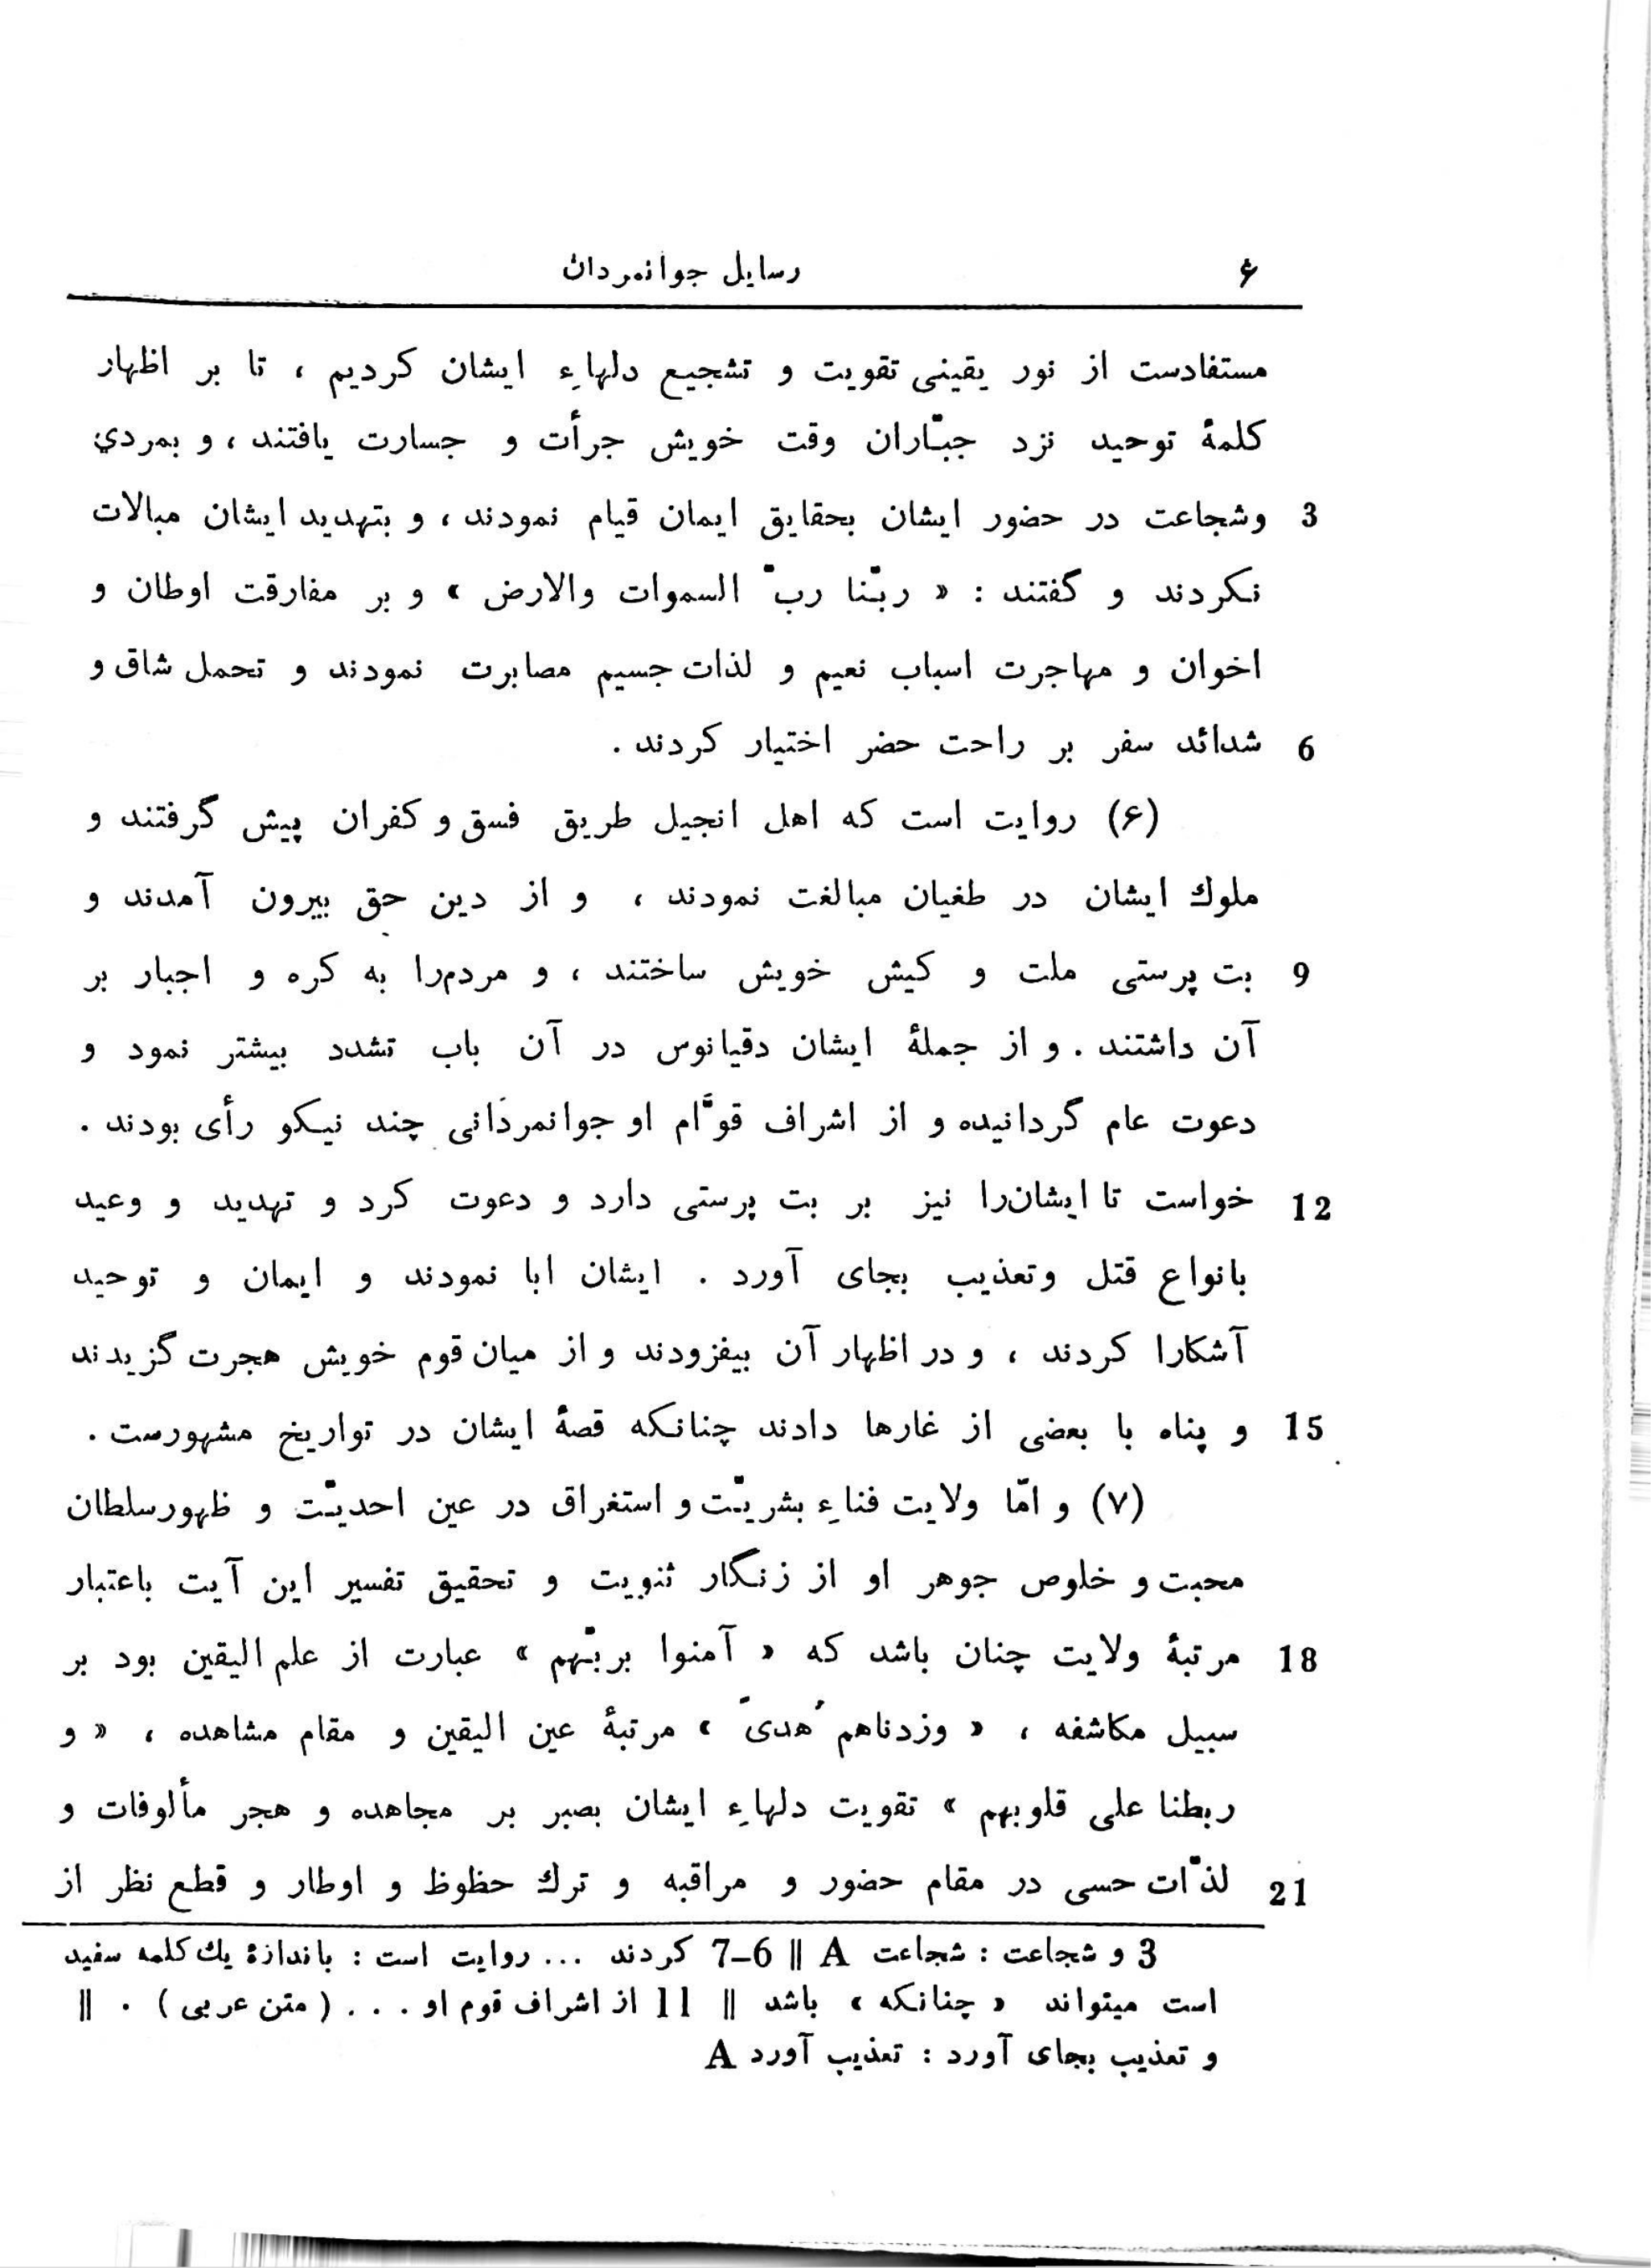 ۶ رسایل جوانمردان
مستفادست از نور یقینی تقویت و تشجیع دلهاءِ ایشان کردیم ، تا بر اظهار
کلمهٔ توحید نزد جبّاران وقت خویش جرأت و جسارت یافتند ، و بمردی
3 وشجاعت در حضور ایشان بحقایق ایمان قیام نمودند ، و بتهدید ایشان مبالات
نکردند و گفتند : « ربّنا ربّ السموات والارض » و بر مفارقت اوطان و
اخوان و مهاجرت اسباب نعیم و لذات جسیم مصابرت نمودند و تحمل شاق و
6 شدائد سفر بر راحت حضر اختیار کردند .
(۶) روایت است که اهل انجیل طریق فسق و کفران پیش گرفتند و
ملوك ایشان در طغیان مبالغت نمودند ، و از دین حق بیرون آمدند و
9 بت پرستی ملت و کیش خویش ساختند ، و مردم‌را به کره و اجبار بر
آن داشتند . و از جملهٔ ایشان دقیانوس در آن باب تشدد بیشتر نمود و
دعوت عام گردانیده و از اشراف قوّام او جوانمردانی چند نیکو رأی بودند .
12 خواست تا ایشان‌را نیز بر بت پرستی دارد و دعوت کرد و تهدید و وعید
بانواع قتل وتعذیب بجای آورد . ایشان ابا نمودند و ایمان و توحید
آشکارا کردند ، و در اظهار آن بیفزودند و از میان قوم خویش هجرت گزیدند
15 و پناه با بعضی از غارها دادند چنانکه قصهٔ ایشان در تواریخ مشهورست .
(۷) و امّا ولایت فناءِ بشریّت و استغراق در عین احدیّت و ظهورسلطان
محبت و خلوص جوهر او از زنگار ثنویت و تحقیق تفسیر این آیت باعتبار
18 مرتبهٔ ولایت چنان باشد که « آمنوا بربّهم » عبارت از علم الیقین بود بر
سبیل مکاشفه ، « وزدناهم هُدیً » مرتبهٔ عین الیقین و مقام مشاهده ، « و
ربطنا علی قلوبهم » تقویت دلهاءِ ایشان بصبر بر مجاهده و هجر مألوفات و
21 لذّات حسی در مقام حضور و مراقبه و ترك حظوظ و اوطار و قطع نظر از
3 و شجاعت : شجاعت A || 6-7 کردند ... روایت است : باندازهٔ یك کلمه سفید
است میتواند « چنانکه » باشد || 11 از اشراف قوم او . . . ( متن عربی ) . ||
و تعذیب بجای آورد : تعذیب آورد A